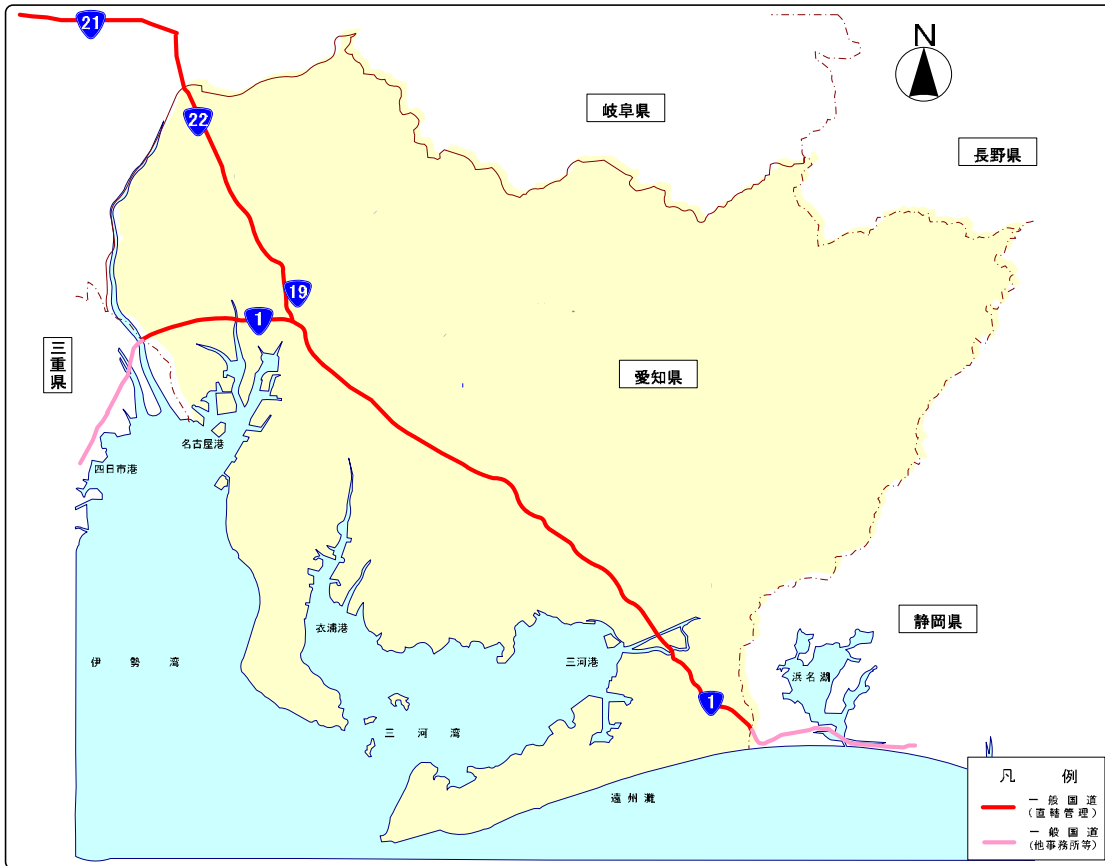 21
N
岐阜県
22
長野県
19
1
三重県
愛知県
名古屋港
四日市港
静岡県
衣浦港
伊勢湾
三河港
浜名湖
1
三河湾
遠州灘
凡例
一般国道
(直轄管理)
一般国道
(他事務所等)